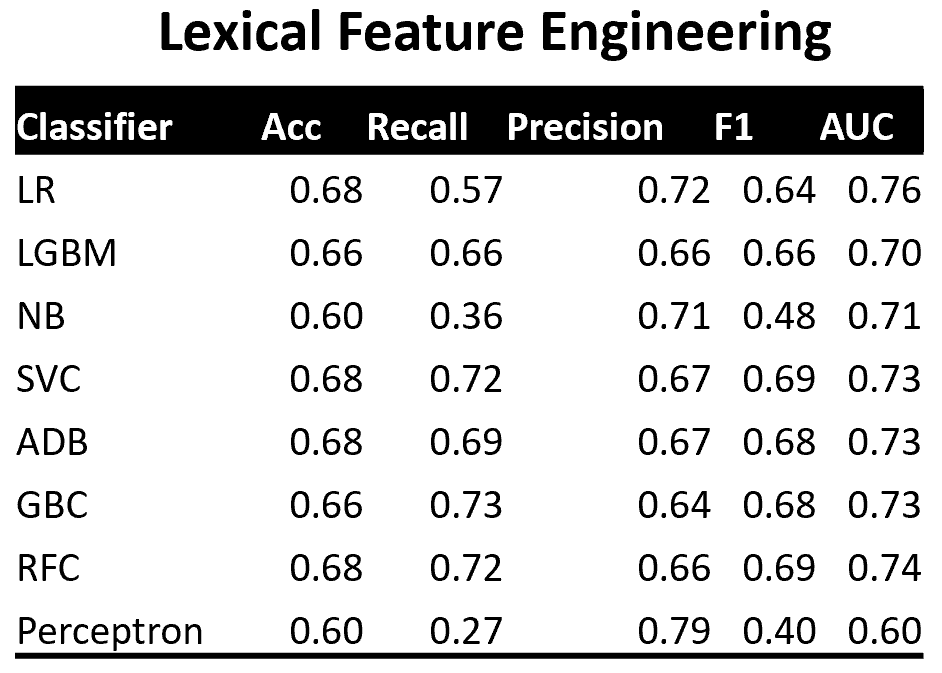 Lexical Feature Engineering
Classifier Acc Recall Precision F1 AUC
LR 0.68 0.57 0.72 0.64 0.76
LGBM 0.66 0.66 0.66 0.66 0.70
NB 0.60 0.36 0.71 0.48 0.71
SVC 0.68 0.72 0.67 0.69 0.73
ADB 0.68 0.69 0.67 0.68 0.73
GBC 0.66 0.73 0.64 0.68 0.73
RFC 0.68 0.72 0.66 0.69 0.74
Perceptron 0.60 0.27 0.79 0.40 0.60